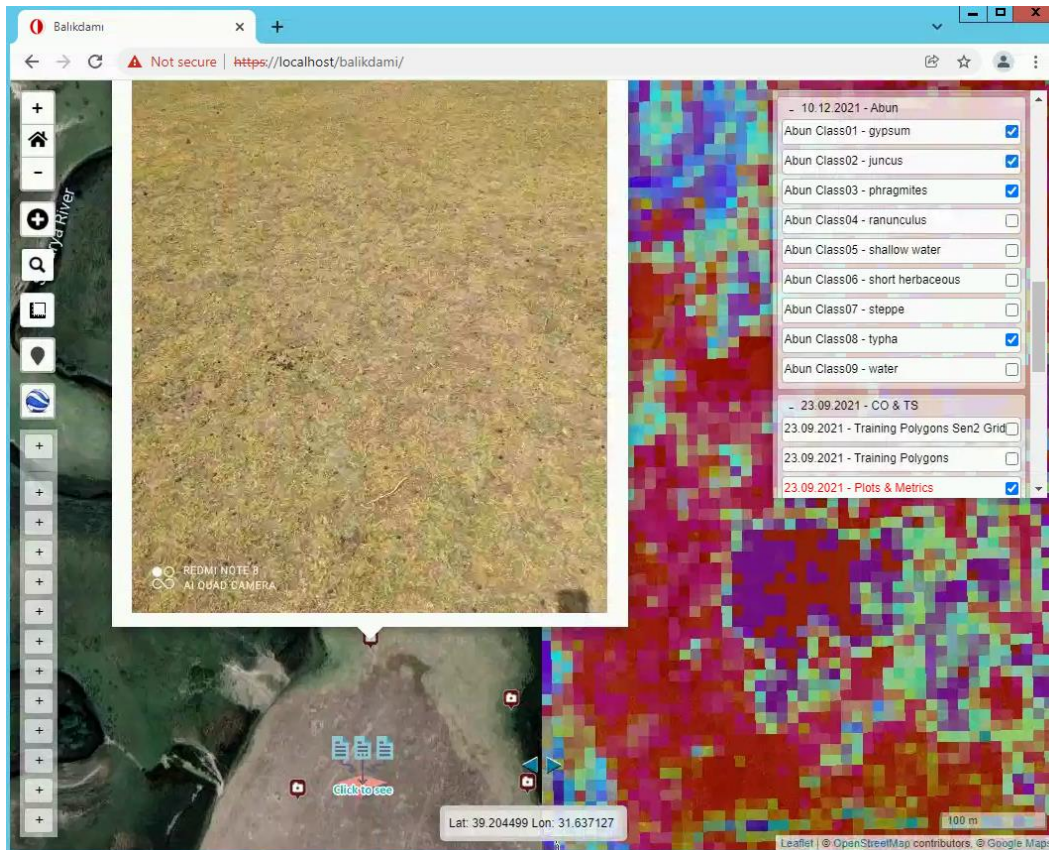 Balıkdamı
Not secure https://localhost/balikdami/
+
−
10.12.2021 - Abun
Abun Class01 - gypsum
Abun Class02 - juncus
Abun Class03 - phragmites
Abun Class04 - ranunculus
Abun Class05 - shallow water
Abun Class06 - short herbaceous
Abun Class07 - steppe
Abun Class08 - typha
Abun Class09 - water
23.09.2021 - CO & TS
23.09.2021 - Training Polygons Sen2 Grid
23.09.2021 - Training Polygons
23.09.2021 - Plots & Metrics
River
REDMI NOTE 8
AI QUAD CAMERA
Click to see
Lat: 39.204499 Lon: 31.637127
100 m
Leaflet | © OpenStreetMap contributors, © Google Maps